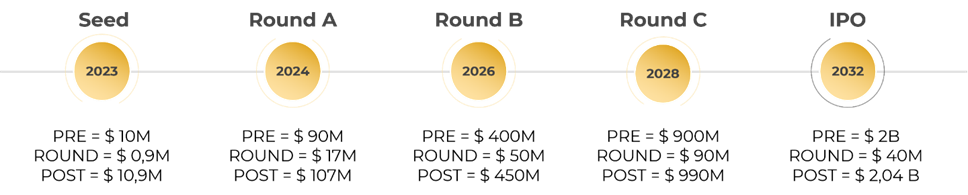 Seed
2023
PRE = $ 10M
ROUND = $ 0,9M
POST = $ 10,9M
Round A
2024
PRE = $ 90M
ROUND = $ 17M
POST = $ 107M
Round B
2026
PRE = $ 400M
ROUND = $ 50M
POST = $ 450M
Round C
2028
PRE = $ 900M
ROUND = $ 90M
POST = $ 990M
IPO
2032
PRE = $ 2B
ROUND = $ 40M
POST = $ 2,04 B